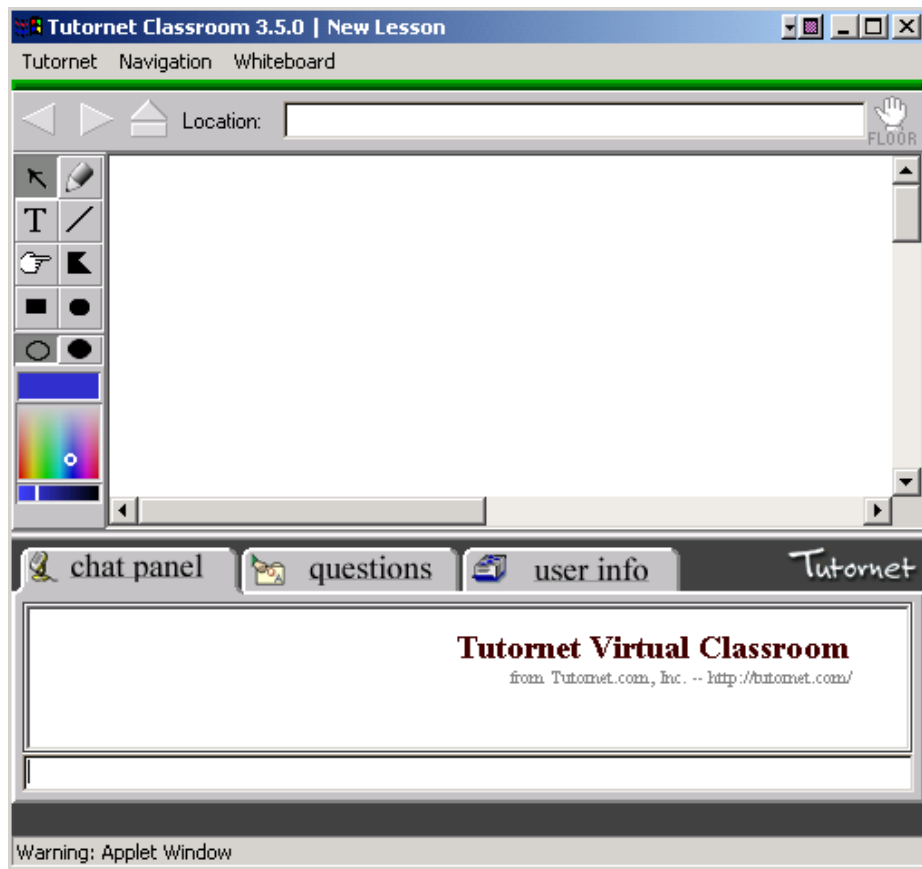 Tutornet Classroom 3.5.0 | New Lesson
Tutornet Navigation Whiteboard
Location:
FLOOR
T
chat panel questions user info Tutornet
Tutornet Virtual Classroom
from Tutornet.com, Inc. -- http://tutornet.com/
Warning: Applet Window